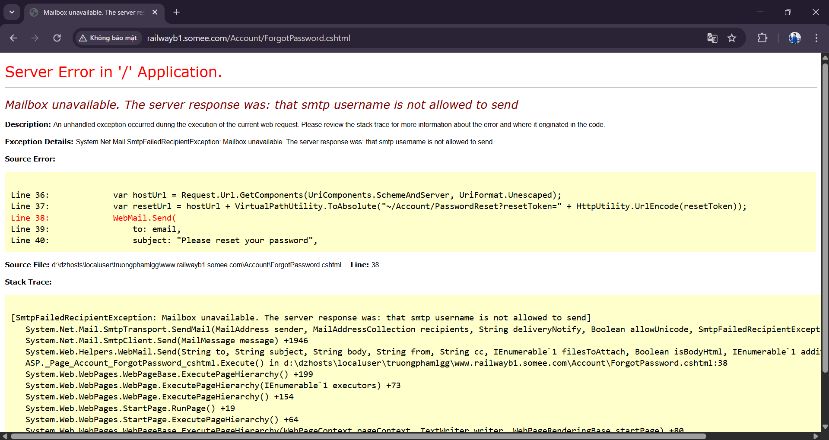 Mailbox unavailable. The server res
Không bảo mật
railwayb1.somee.com/Account/ForgotPassword.cshtml
Server Error in '/' Application.
Mailbox unavailable. The server response was: that smtp username is not allowed to send
Description: An unhandled exception occurred during the execution of the current web request. Please review the stack trace for more information about the error and where it originated in the code.
Exception Details: System.Net.Mail.SmtpFailedRecipientException: Mailbox unavailable. The server response was: that smtp username is not allowed to send
Source Error:
Line 36:             var hostUrl = Request.Url.GetComponents(UriComponents.SchemeAndServer, UriFormat.Unescaped);
Line 37:             var resetUrl = hostUrl + VirtualPathUtility.ToAbsolute("~/Account/PasswordReset?resetToken=" + HttpUtility.UrlEncode(resetToken));
Line 38:             WebMail.Send(
Line 39:                 to: email,
Line 40:                 subject: "Please reset your password",
Source File: d:\dzhosts\localuser\truongphamlgg\www.railwayb1.somee.com\Account\ForgotPassword.cshtml    Line: 38
Stack Trace:
[SmtpFailedRecipientException: Mailbox unavailable. The server response was: that smtp username is not allowed to send]
System.Net.Mail.SmtpTransport.SendMail(MailAddress sender, MailAddressCollection recipients, String deliveryNotify, Boolean allowUnicode, SmtpFailedRecipientExcept
System.Net.Mail.SmtpClient.Send(MailMessage message) +1946
System.Web.Helpers.WebMail.Send(String to, String subject, String body, String from, String cc, IEnumerable`1 filesToAttach, Boolean isBodyHtml, IEnumerable`1 addi
ASP._Page_Account_ForgotPassword_cshtml.Execute() in d:\dzhosts\localuser\truongphamlgg\www.railwayb1.somee.com\Account\ForgotPassword.cshtml:38
System.Web.WebPages.WebPageBase.ExecutePageHierarchy() +199
System.Web.WebPages.WebPage.ExecutePageHierarchy(IEnumerable`1 executors) +73
System.Web.WebPages.WebPage.ExecutePageHierarchy() +154
System.Web.WebPages.StartPage.RunPage() +19
System.Web.WebPages.StartPage.ExecutePageHierarchy() +64
System.Web.WebPages.WebPageBase.ExecutePageHierarchy(WebPageContext pageContext, TextWriter writer, WebPageRenderingBase startPage) +80